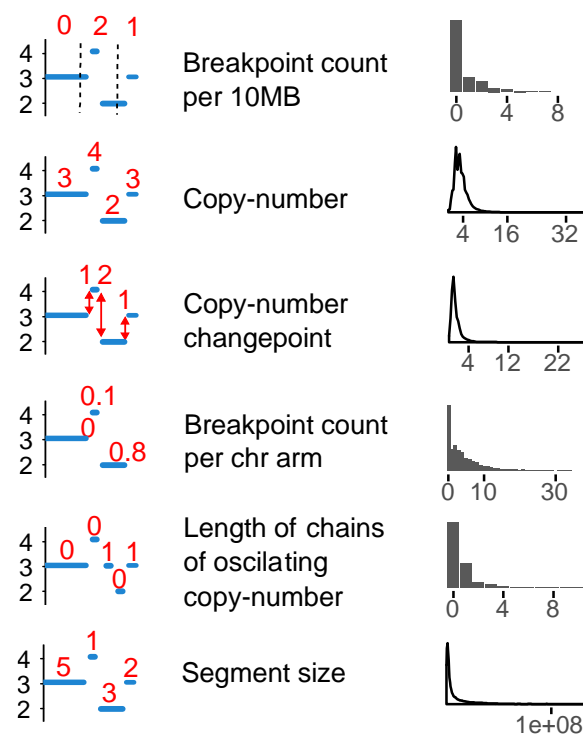 0 2 1
4
3
2
Breakpoint count
per 10MB
0 4 8
4
3
2
3 4 2 3
Copy-number
4 16 32
4
3
2
1 2 1
Copy-number
changepoint
4 12 22
4
3
2
0 0.1 0.8
Breakpoint count
per chr arm
0 10 30
4
3
2
0 0 1 0 1
Length of chains
of oscilating
copy-number
0 4 8
4
3
2
5 1 3 2
Segment size
1e+08